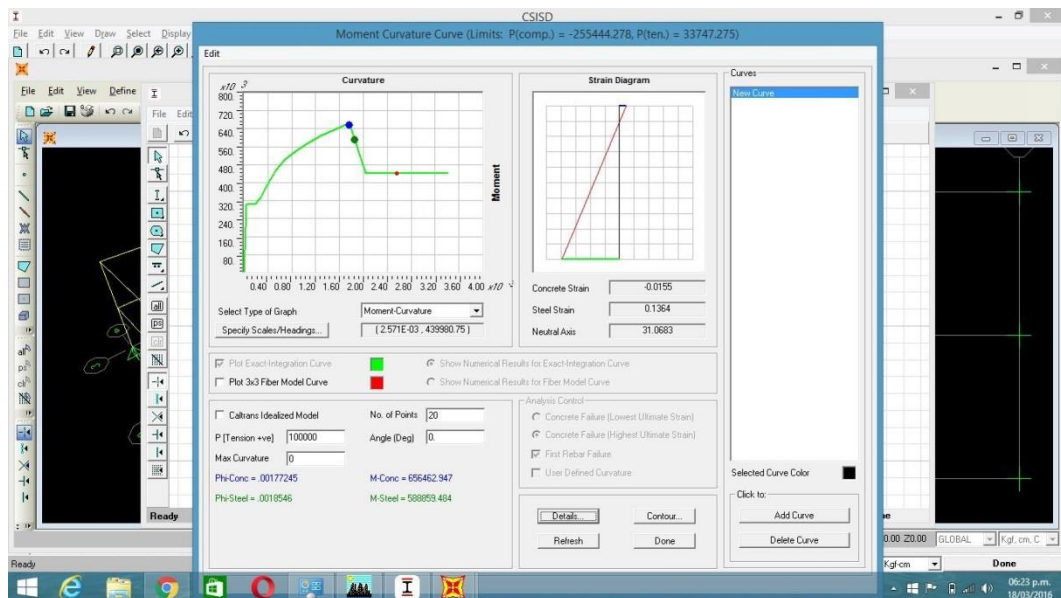 CSISD
File Edit View Draw Select Display
Moment Curvature Curve (Limits: P(comp.) = -255444.278, P(ten.) = 33747.275)
Edit
File Edit View Define
File Edit
Curvature
x10 3
800.
720.
640.
560.
480.
400.
320.
240.
160.
80.
0.40 0.80 1.20 1.60 2.00 2.40 2.80 3.20 3.60 4.00 x10 -3
Moment
Strain Diagram
Curves
New Curve
Select Type of Graph Moment-Curvature
Specify Scales/Headings... ( 2.571E-03 , 439980.75 )
Concrete Strain -0.0155
Steel Strain 0.1364
Neutral Axis 31.0683
Plot Exact-Integration Curve Show Numerical Results for Exact-Integration Curve
Plot 3x3 Fiber Model Curve Show Numerical Results for Fiber Model Curve
Caltrans Idealized Model No. of Points 20
P [Tension +ve] 100000 Angle (Deg) 0.
Max Curvature 0
Phi-Conc = .00177245 M-Conc = 656462.947
Phi-Steel = .0018546 M-Steel = 588859.484
Analysis Control
Concrete Failure (Lowest Ultimate Strain)
Concrete Failure (Highest Ultimate Strain)
First Rebar Failure
User Defined Curvature
Details... Contour...
Refresh Done
Selected Curve Color
Click to:
Add Curve
Delete Curve
all
ps
clr
all
ps
clr
Ready
0.00 Z0.00 GLOBAL Kgf, cm, C
Ready
Kgf-cm Done
06:23 p.m.
18/03/2016